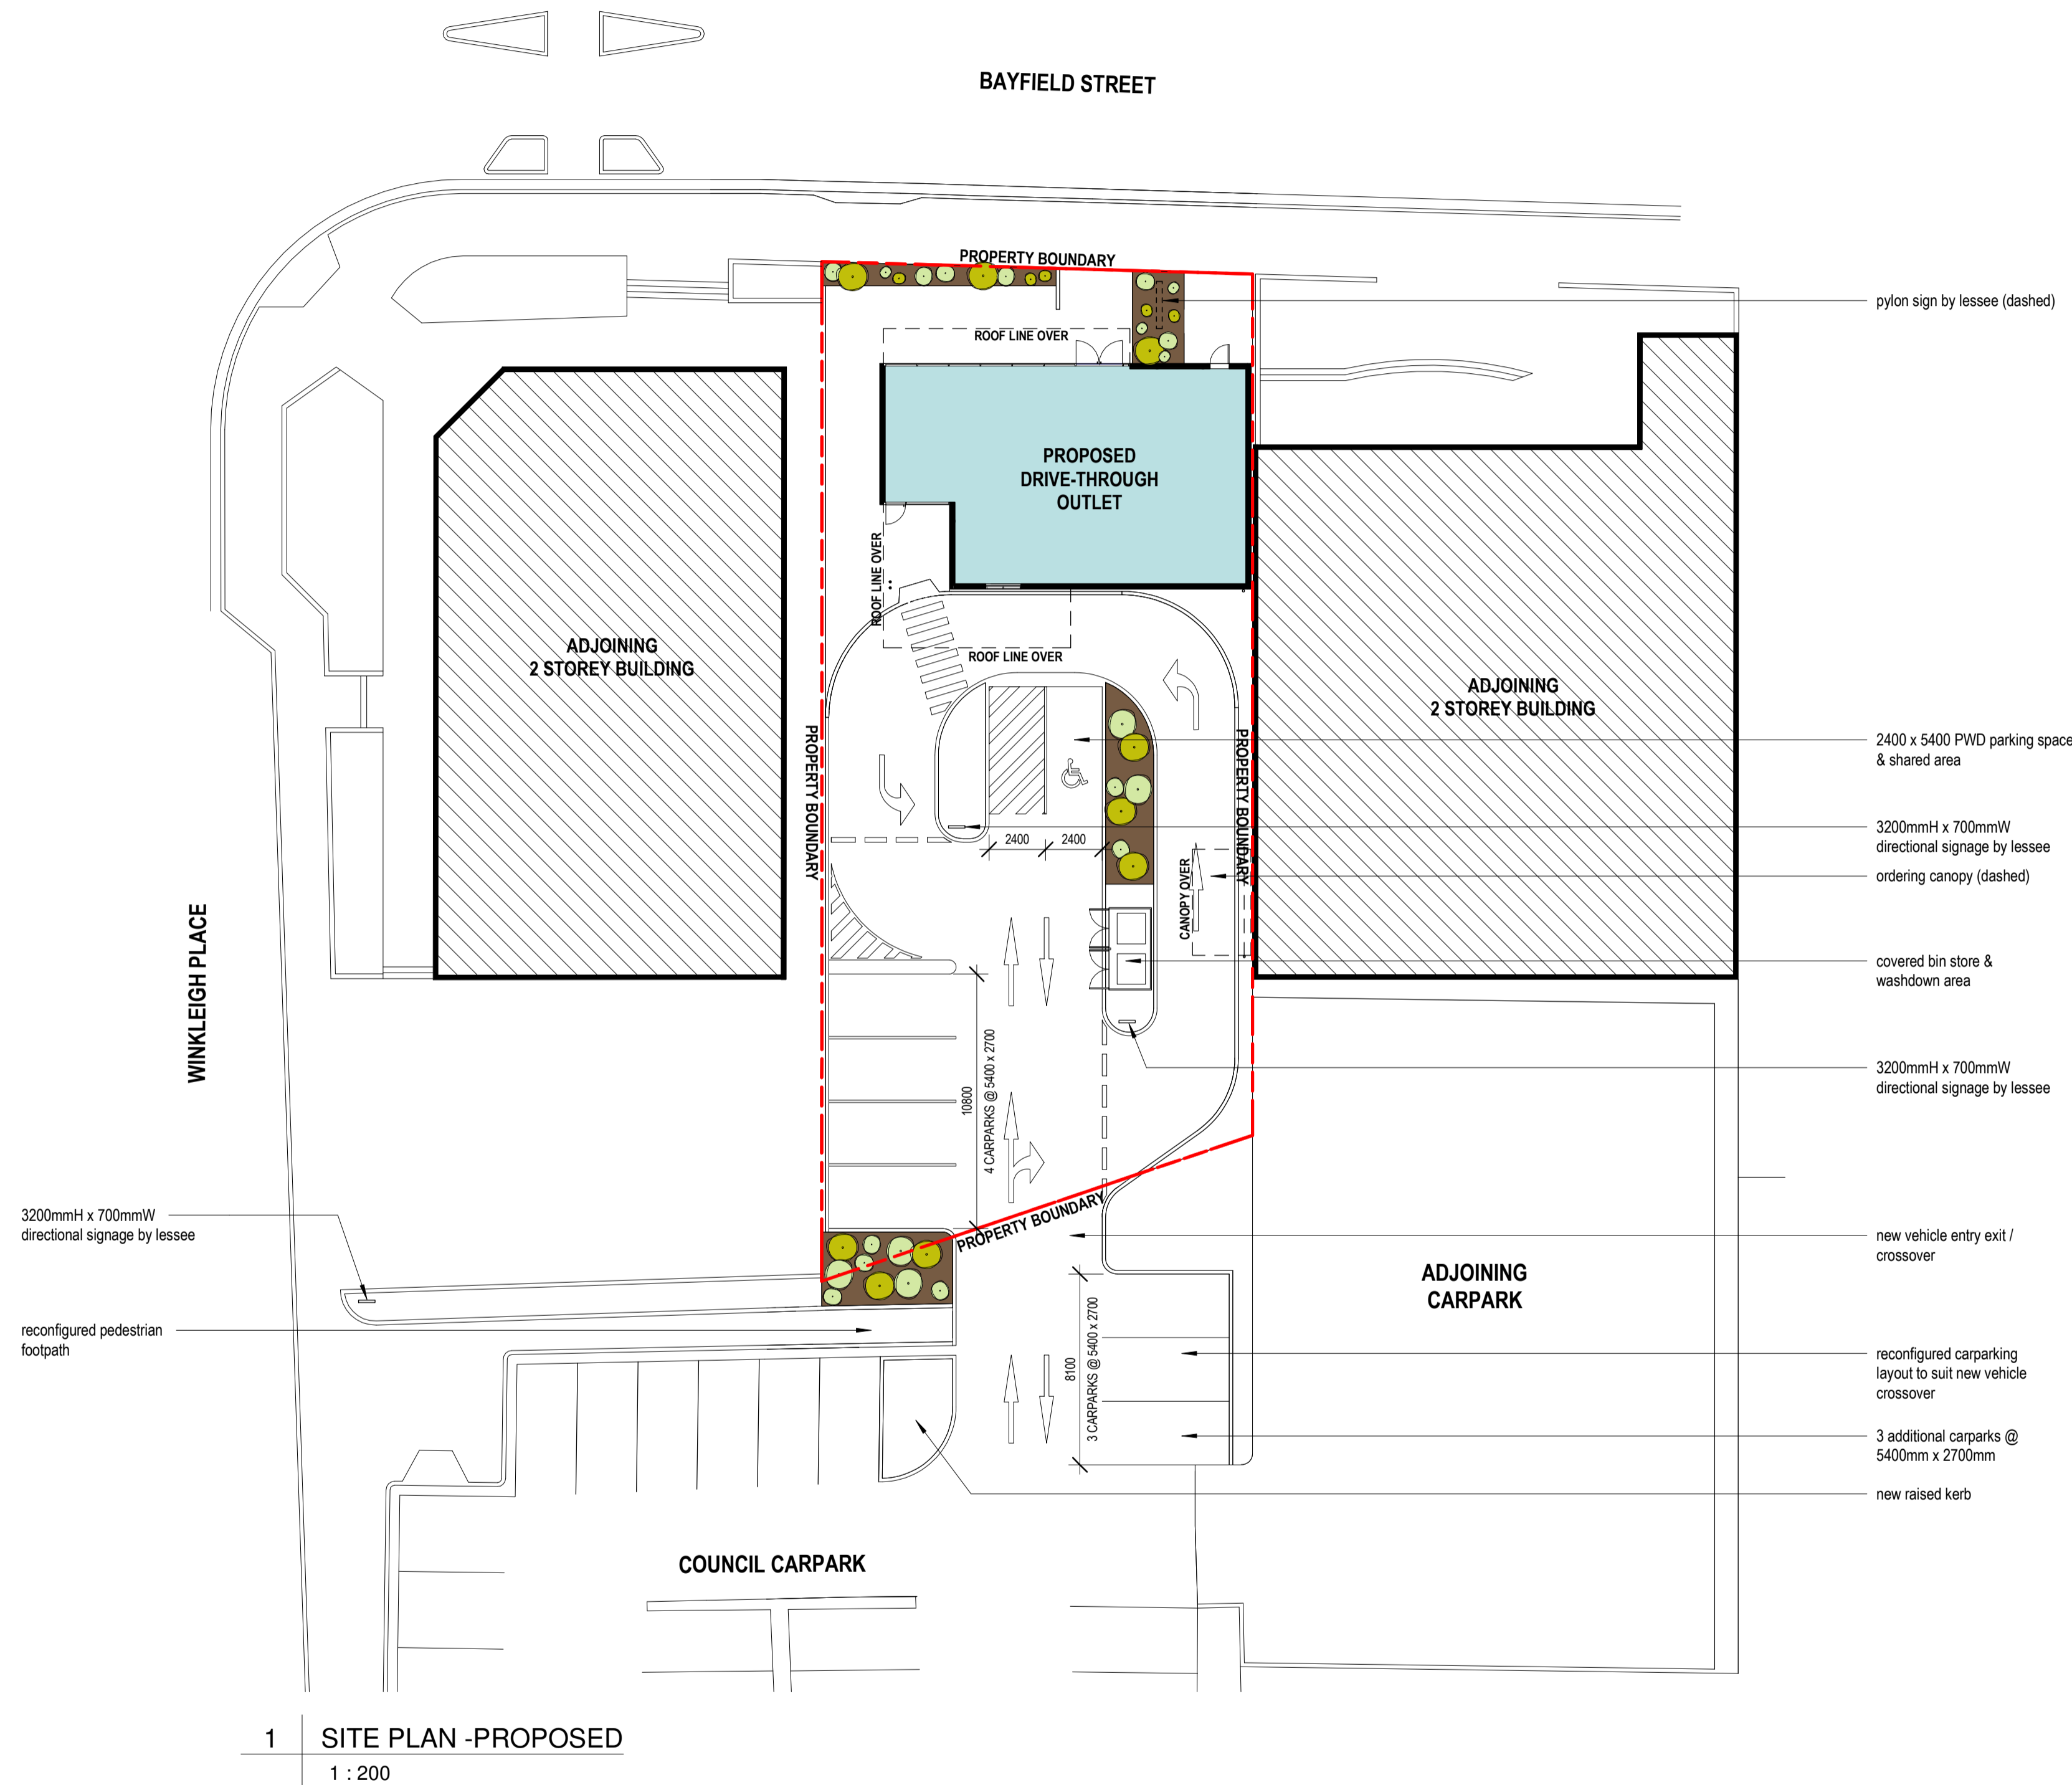 BAYFIELD STREET
PROPERTY BOUNDARY
pylon sign by lessee (dashed)
ROOF LINE OVER
PROPOSED
DRIVE-THROUGH
OUTLET
ROOF LINE OVER
ADJOINING
2 STOREY BUILDING
ROOF LINE OVER
ADJOINING
2 STOREY BUILDING
PROPERTY BOUNDARY
PROPERTY BOUNDARY
2400 x 5400 PWD parking space
& shared area
3200mmH x 700mmW
directional signage by lessee
2400
2400
CANOPY OVER
ordering canopy (dashed)
WINKLEIGH PLACE
covered bin store &
washdown area
10800
4 CARPARKS @ 5400 x 2700
3200mmH x 700mmW
directional signage by lessee
3200mmH x 700mmW
directional signage by lessee
PROPERTY BOUNDARY
new vehicle entry exit /
crossover
ADJOINING
CARPARK
reconfigured pedestrian
footpath
8100
3 CARPARKS @ 5400 x 2700
reconfigured carparking
layout to suit new vehicle
crossover
3 additional carparks @
5400mm x 2700mm
new raised kerb
COUNCIL CARPARK
1
SITE PLAN -PROPOSED
1 : 200